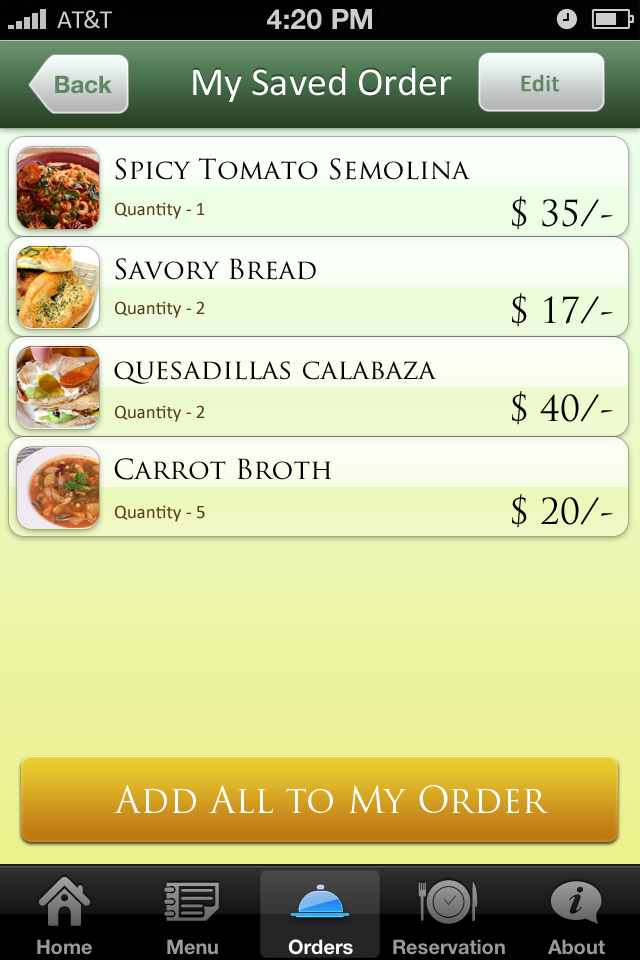 AT&T 4:20 PM
Back My Saved Order Edit
Spicy Tomato Semolina
Quantity - 1
$ 35/-
Savory Bread
Quantity - 2
$ 17/-
quesadillas calabaza
Quantity - 2
$ 40/-
Carrot Broth
Quantity - 5
$ 20/-
Add All to My Order
Home Menu Orders Reservation About